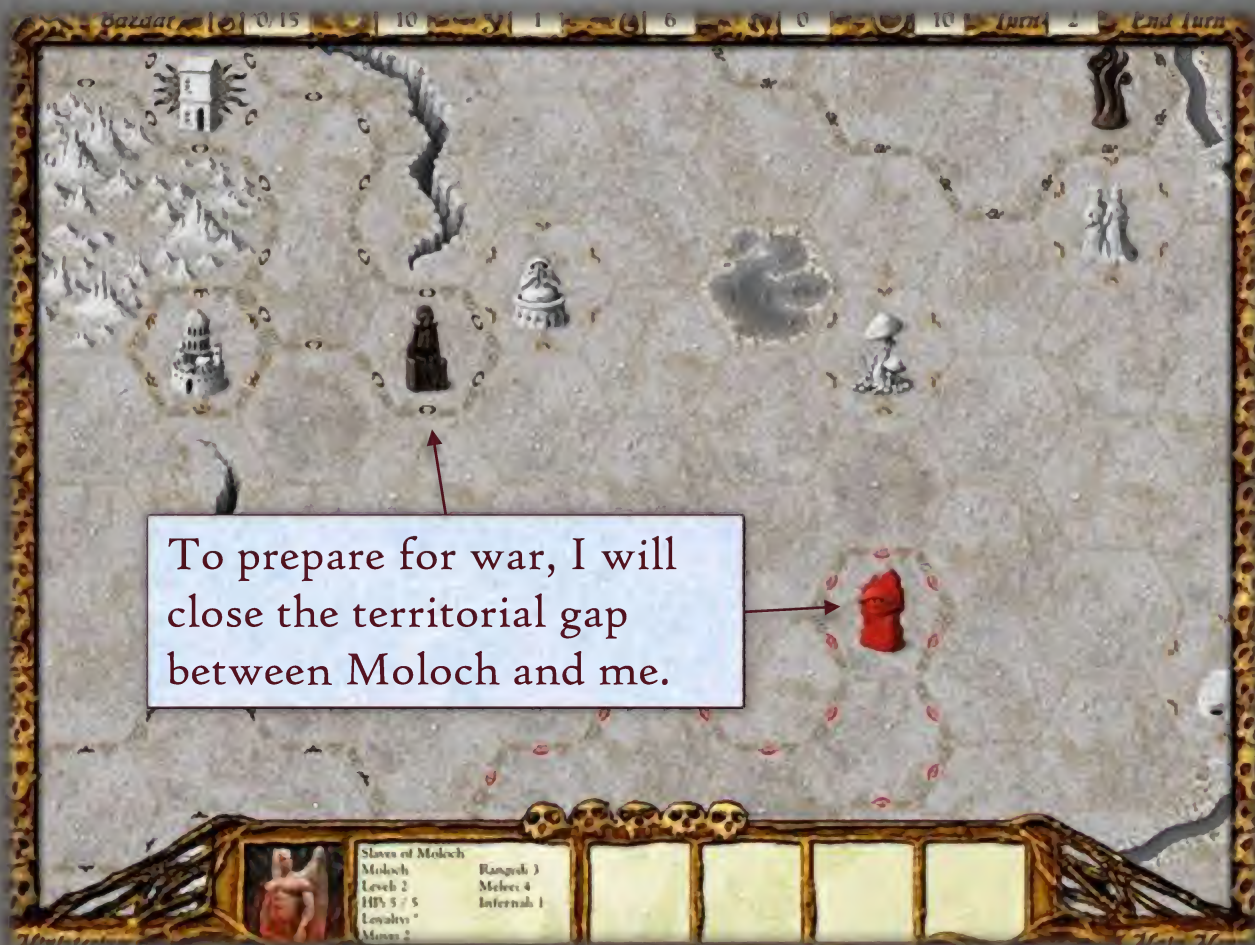 Bazaar 0/15 10 1 6 0 10 Turn 2 End Turn
To prepare for war, I will
close the territorial gap
between Moloch and me.
Slaves of Moloch
Moloch Ranged: 3
Level: 2 Melee: 4
HP: 5 / 5 Infernal: 1
Loyalty: *
Move: 2